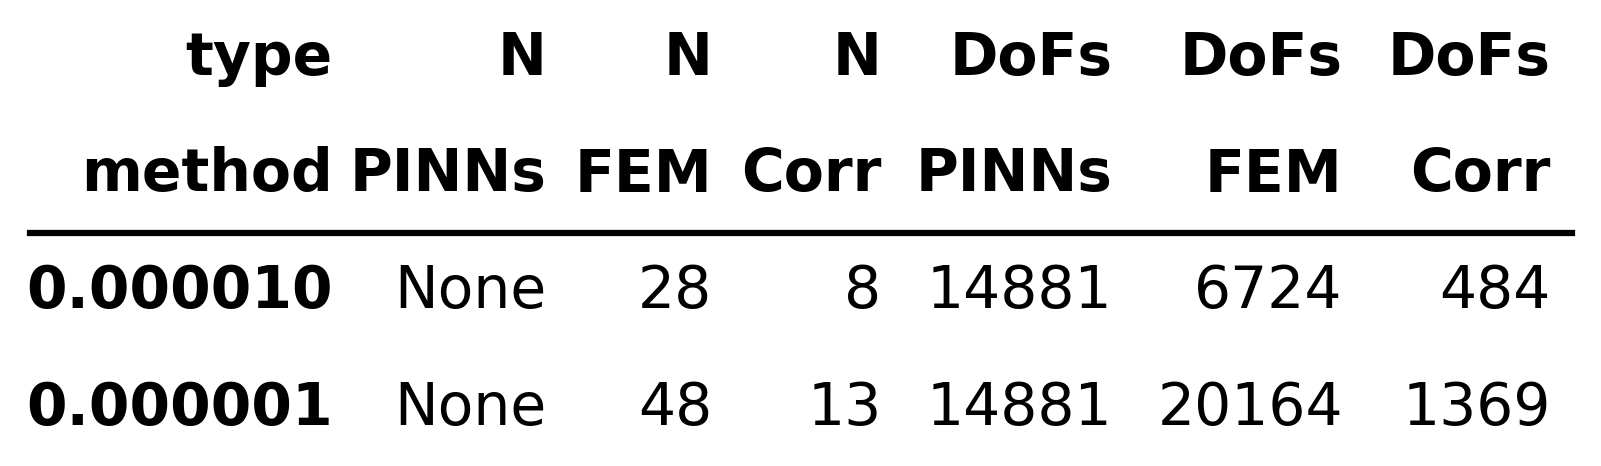 type N N N DoFs DoFs DoFs
method PINNs FEM Corr PINNs FEM Corr
0.000010 None 28 8 14881 6724 484
0.000001 None 48 13 14881 20164 1369